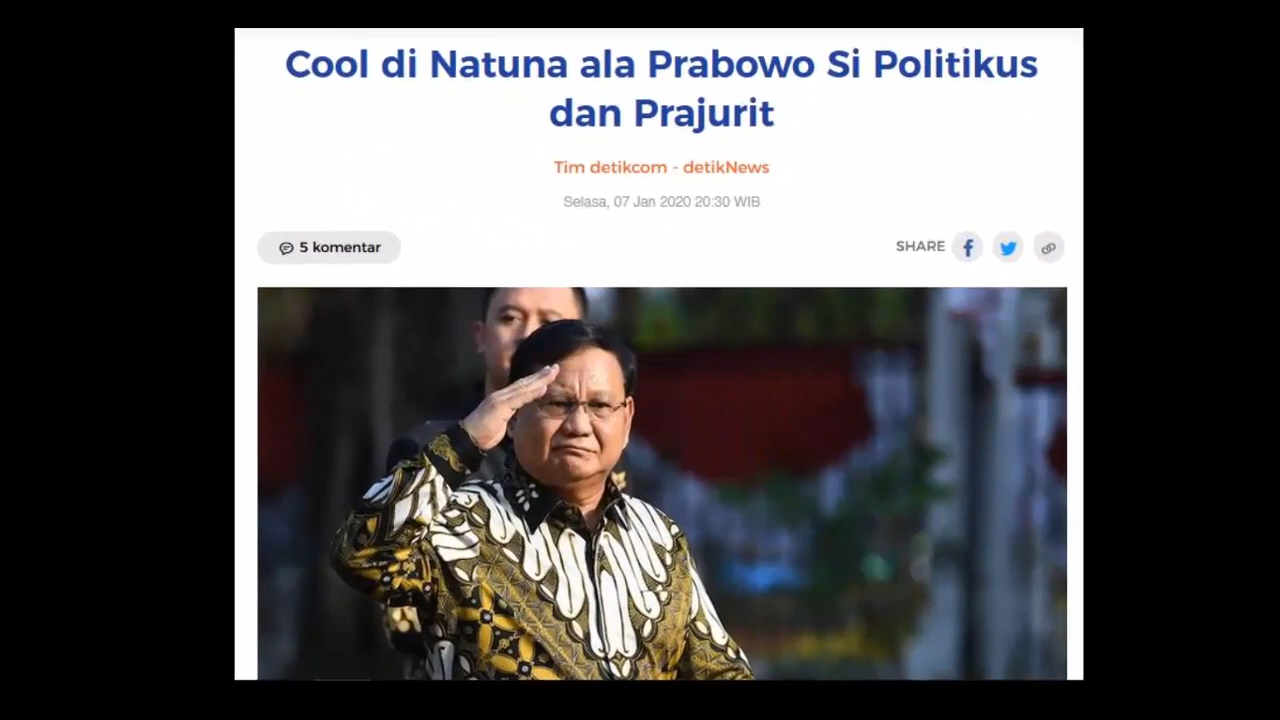 Cool di Natuna ala Prabowo Si Politikus
dan Prajurit
Tim detikcom - detikNews
Selasa, 07 Jan 2020 20:30 WIB
5 komentar
SHARE